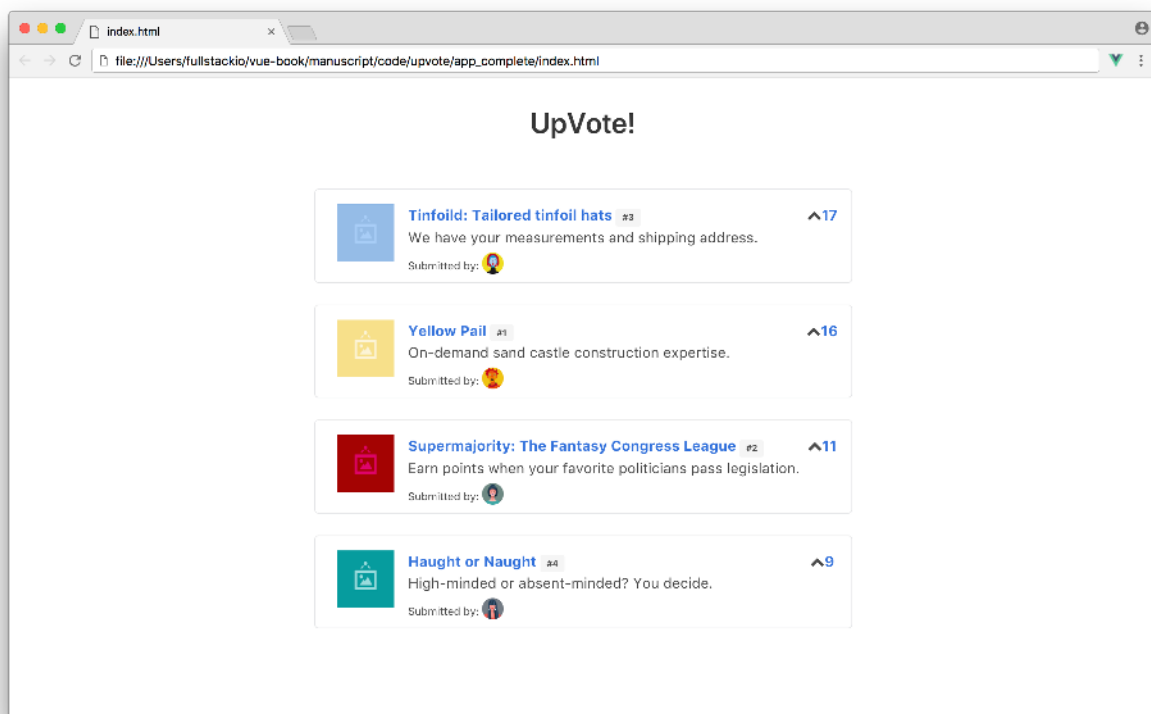 index.html
file:///Users/fullstackio/vue-book/manuscript/code/upvote/app_complete/index.html
UpVote!
Tinfoild: Tailored tinfoil hats #3 17
We have your measurements and shipping address.
Submitted by:
Yellow Pail #1 16
On-demand sand castle construction expertise.
Submitted by:
Supermajority: The Fantasy Congress League #2 11
Earn points when your favorite politicians pass legislation.
Submitted by:
Haught or Naught #4 9
High-minded or absent-minded? You decide.
Submitted by: